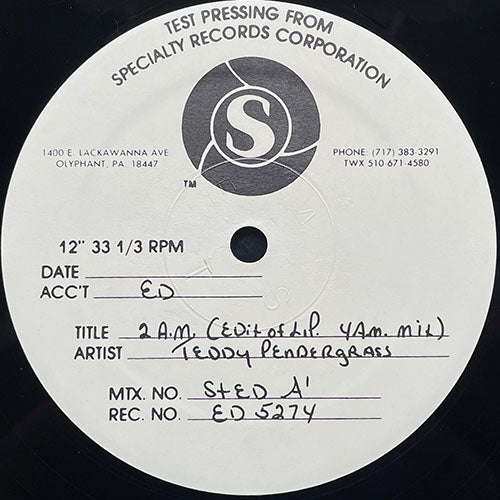 TEST PRESSING FROM
SPECIALTY RECORDS CORPORATION
S
1400 E. LACKAWANNA AVE
OLYPHANT, PA. 18447
PHONE: (717) 383-3291
TWX 510-671-4580
TM
12" 33 1/3 RPM
DATE
ACC'T ED
TITLE 2 A.M. (Edit of L.P. 4 Am. mix)
ARTIST TEDDY PENDERGRASS
MTX. NO. St ED A'
REC. NO. ED 5274